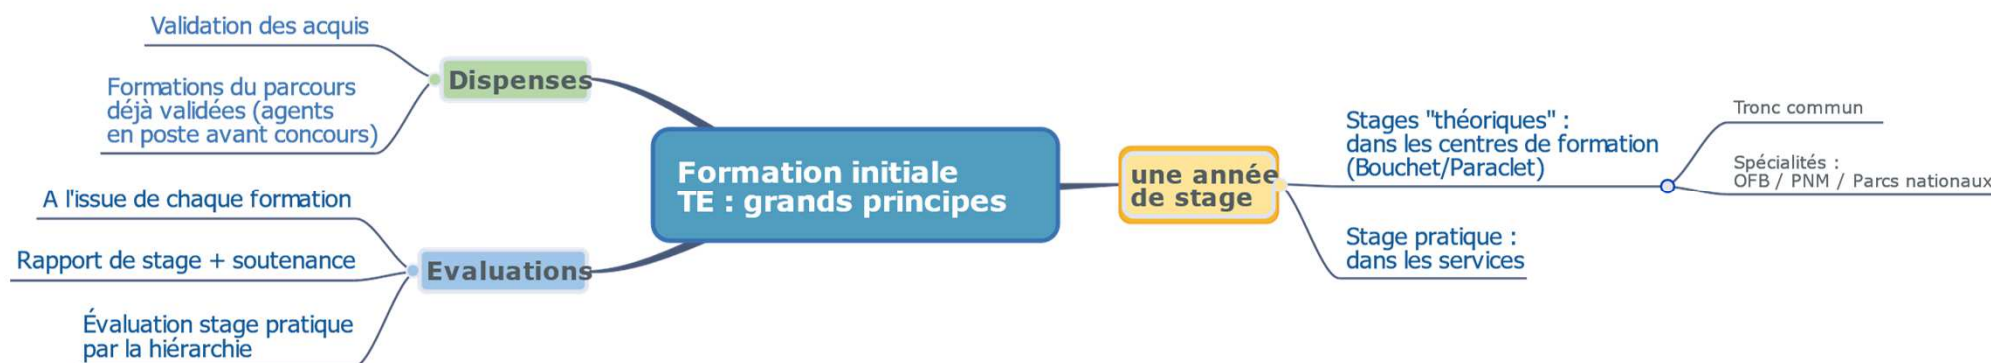 Validation des acquis
Dispenses
Formations du parcours
déjà validées (agents
en poste avant concours)
Formation initiale
TE : grands principes
A l'issue de chaque formation
Rapport de stage + soutenance
Evaluations
Évaluation stage pratique
par la hiérarchie
une année
de stage
Stages "théoriques" :
dans les centres de formation
(Bouchet/Paraclet)
Tronc commun
Spécialités :
OFB / PNM / Parcs nationaux
Stage pratique :
dans les services